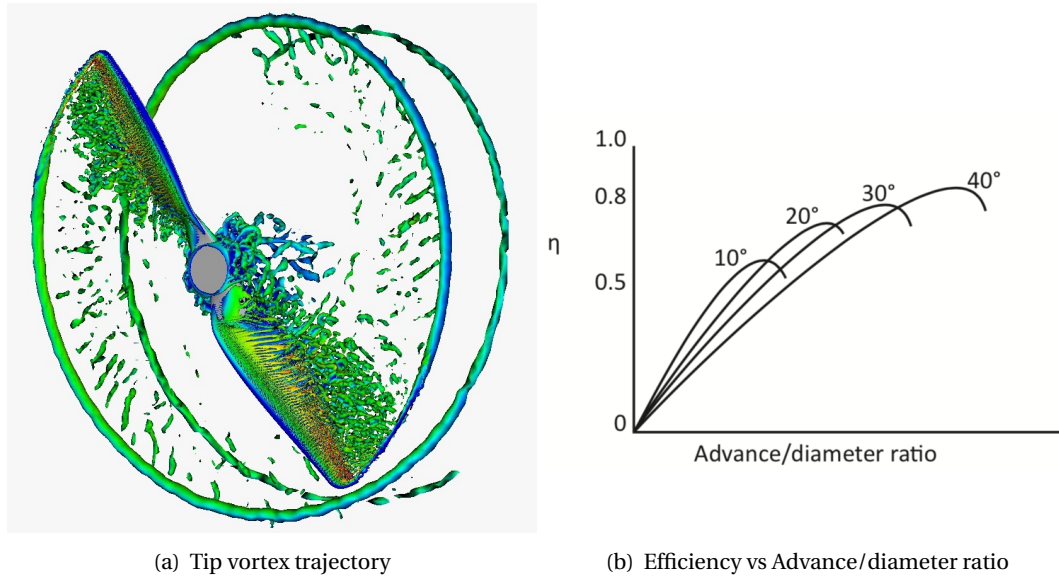 1.0
0.8
0.5
0
η
10°
20°
30°
40°
Advance/diameter ratio
(a) Tip vortex trajectory
(b) Efficiency vs Advance/diameter ratio